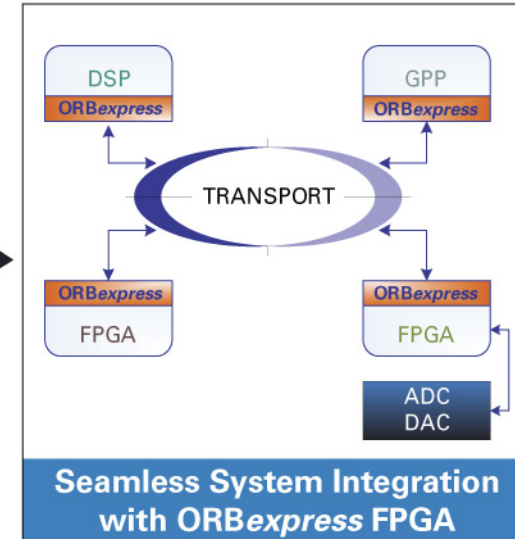 DSP
ORBexpress
GPP
ORBexpress
TRANSPORT
ORBexpress
FPGA
ORBexpress
FPGA
ADC
DAC
Seamless System Integration
with ORBexpress FPGA